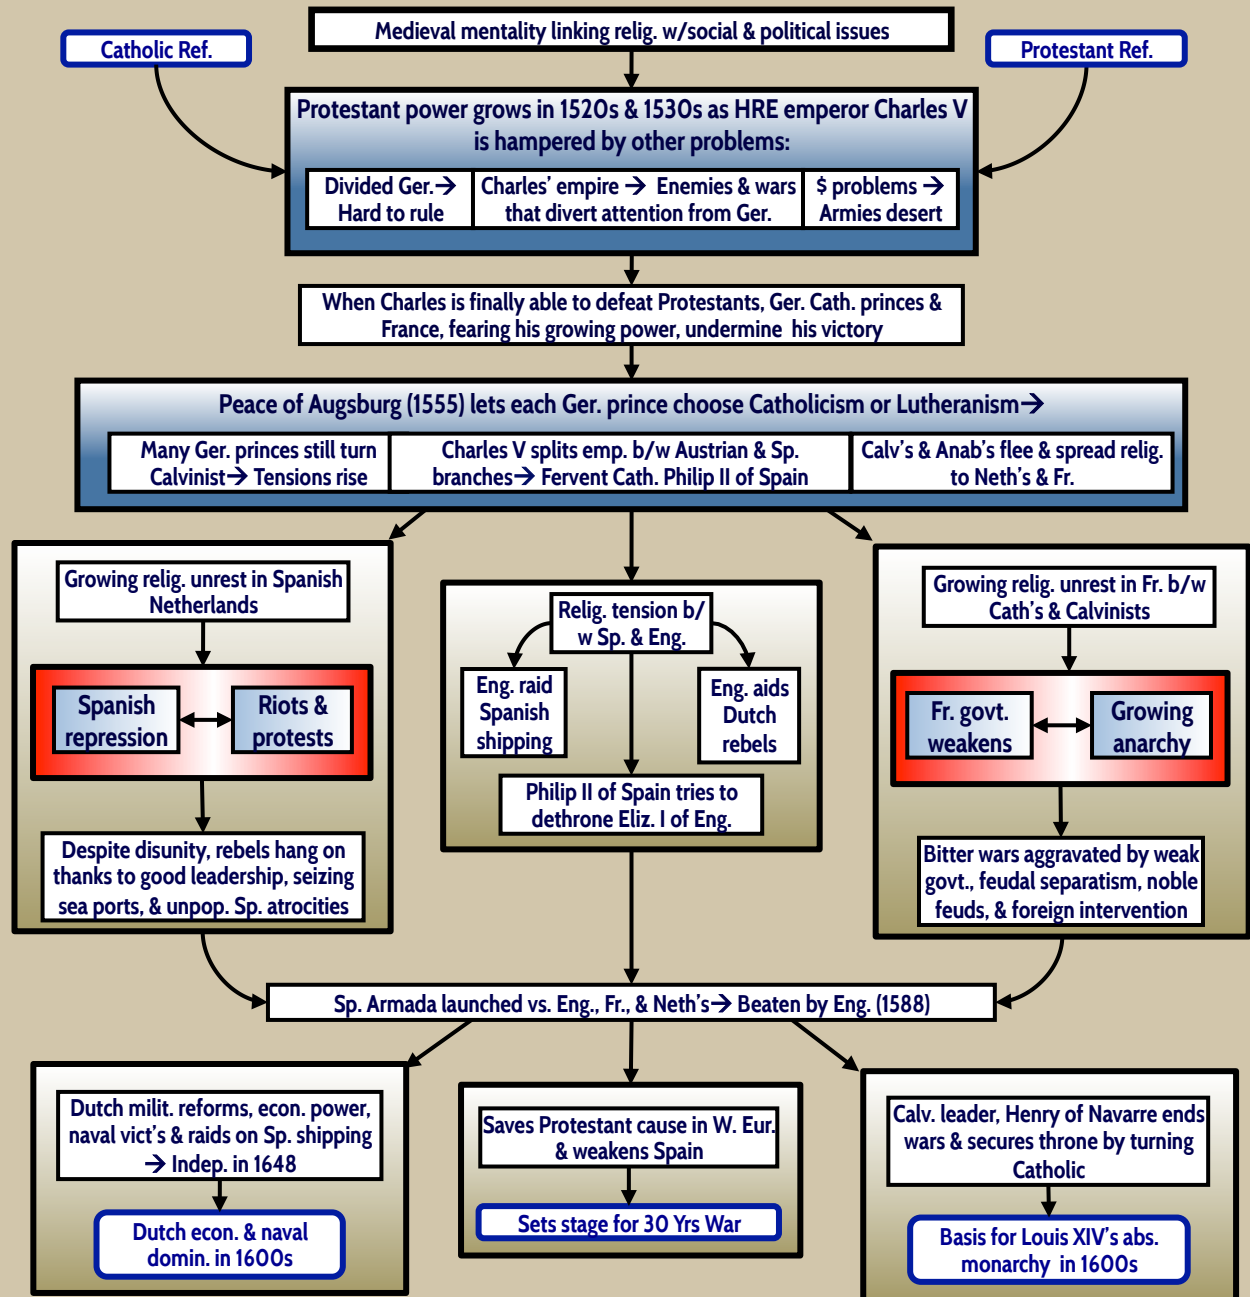 Medieval mentality linking relig. w/social & political issues
Catholic Ref.
Protestant Ref.
Protestant power grows in 1520s & 1530s as HRE emperor Charles V
is hampered by other problems:
Divided Ger.→
Hard to rule
Charles' empire → Enemies & wars
that divert attention from Ger.
$ problems →
Armies desert
When Charles is finally able to defeat Protestants, Ger. Cath. princes &
France, fearing his growing power, undermine his victory
Peace of Augsburg (1555) lets each Ger. prince choose Catholicism or Lutheranism→
Many Ger. princes still turn
Calvinist→ Tensions rise
Charles V splits emp. b/w Austrian & Sp.
branches→ Fervent Cath. Philip II of Spain
Calv's & Anab's flee & spread relig.
to Neth's & Fr.
Growing relig. unrest in Spanish
Netherlands
Spanish
repression
Riots &
protests
Despite disunity, rebels hang on
thanks to good leadership, seizing
sea ports, & unpop. Sp. atrocities
Relig. tension b/
w Sp. & Eng.
Eng. raid
Spanish
shipping
Eng. aids
Dutch
rebels
Philip II of Spain tries to
dethrone Eliz. I of Eng.
Growing relig. unrest in Fr. b/w
Cath's & Calvinists
Fr. govt.
weakens
Growing
anarchy
Bitter wars aggravated by weak
govt., feudal separatism, noble
feuds, & foreign intervention
Sp. Armada launched vs. Eng., Fr., & Neth's→ Beaten by Eng. (1588)
Dutch milit. reforms, econ. power,
naval vict's & raids on Sp. shipping
→ Indep. in 1648
Dutch econ. & naval
domin. in 1600s
Saves Protestant cause in W. Eur.
& weakens Spain
Sets stage for 30 Yrs War
Calv. leader, Henry of Navarre ends
wars & secures throne by turning
Catholic
Basis for Louis XIV's abs.
monarchy in 1600s